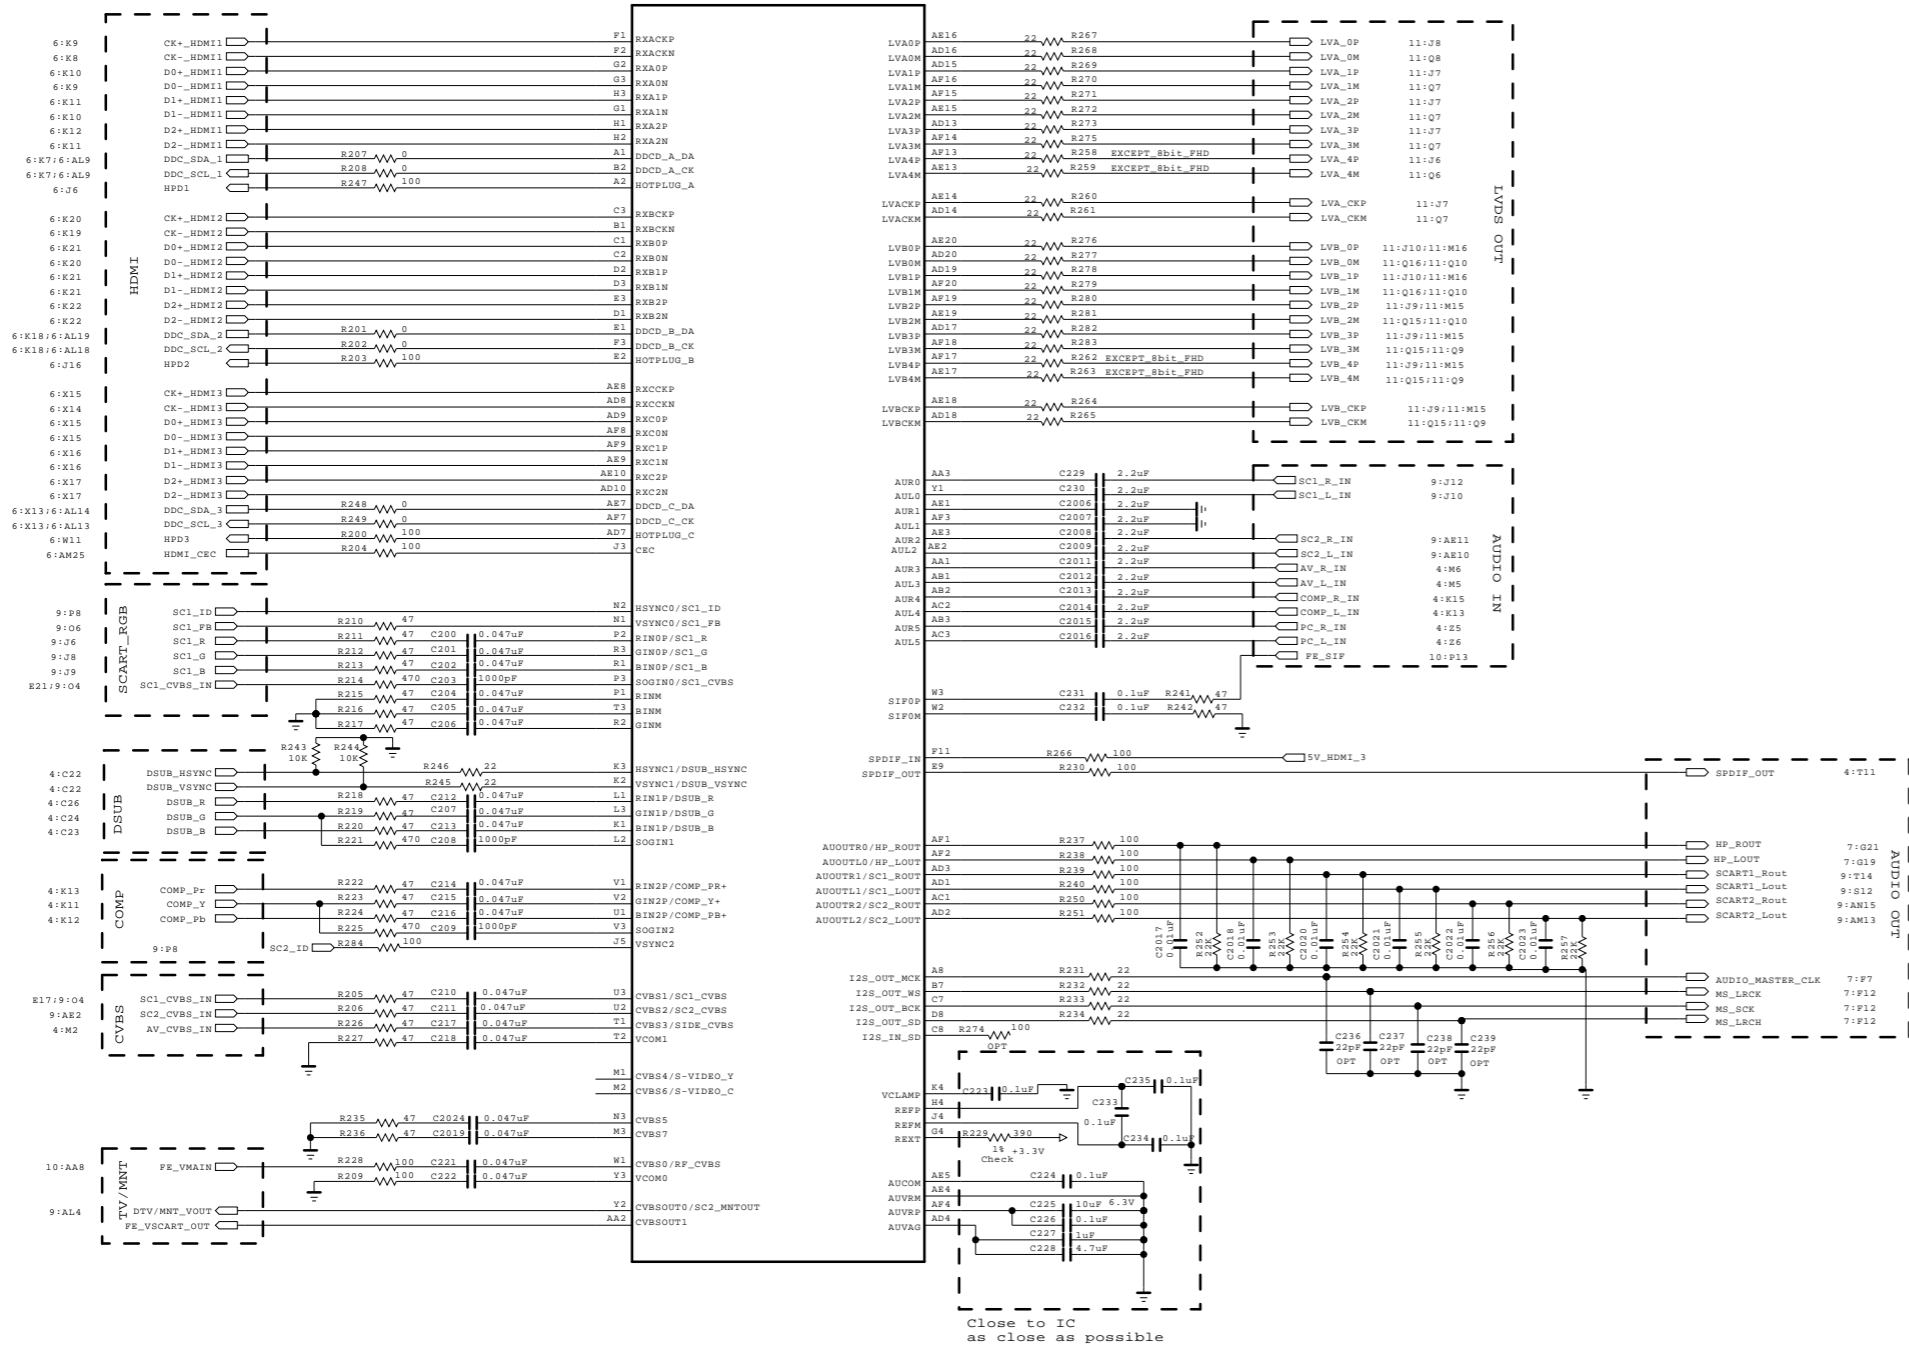 HDMI
6:K9 CK+_HDMI1 F1 RXACKP
6:K8 CK-_HDMI1 F2 RXACKN
6:K10 D0+_HDMI1 G2 RXA0P
6:K9 D0-_HDMI1 G3 RXA0N
6:K11 D1+_HDMI1 H3 RXA1P
6:K10 D1-_HDMI1 G1 RXA1N
6:K12 D2+_HDMI1 H1 RXA2P
6:K11 D2-_HDMI1 H2 RXA2N
6:K7;6:AL9 DDC_SDA_1 R207 0 A1 DDCD_A_DA
6:K7;6:AL9 DDC_SCL_1 R208 0 B2 DDCD_A_CK
6:J6 HPD1 R247 100 A2 HOTPLUG_A
6:K20 CK+_HDMI2 C3 RXBCKP
6:K19 CK-_HDMI2 B1 RXBCKN
6:K21 D0+_HDMI2 C1 RXB0P
6:K20 D0-_HDMI2 C2 RXB0N
6:K21 D1+_HDMI2 D2 RXB1P
6:K21 D1-_HDMI2 D3 RXB1N
6:K22 D2+_HDMI2 E3 RXB2P
6:K22 D2-_HDMI2 D1 RXB2N
6:K18;6:AL19 DDC_SDA_2 R201 0 E1 DDCD_B_DA
6:K18;6:AL18 DDC_SCL_2 R202 0 F3 DDCD_B_CK
6:J16 HPD2 R203 100 E2 HOTPLUG_B
6:X15 CK+_HDMI3 AE8 RXCCKP
6:X14 CK-_HDMI3 AD8 RXCCKN
6:X15 D0+_HDMI3 AD9 RXC0P
6:X15 D0-_HDMI3 AF8 RXC0N
6:X16 D1+_HDMI3 AF9 RXC1P
6:X16 D1-_HDMI3 AE9 RXC1N
6:X17 D2+_HDMI3 AE10 RXC2P
6:X17 D2-_HDMI3 AD10 RXC2N
6:X13;6:AL14 DDC_SDA_3 R248 0 AE7 DDCD_C_DA
6:X13;6:AL13 DDC_SCL_3 R249 0 AF7 DDCD_C_CK
6:W11 HPD3 R200 100 AD7 HOTPLUG_C
6:AM25 HDMI_CEC R204 100 J3 CEC
SCART_RGB
9:P8 SC1_ID N2 HSYNC0/SC1_ID
9:O6 SC1_FB R210 47 N1 VSYNC0/SC1_FB
9:J6 SC1_R R211 47 C200 0.047uF P2 RIN0P/SC1_R
9:J8 SC1_G R212 47 C201 0.047uF R3 GIN0P/SC1_G
9:J9 SC1_B R213 47 C202 0.047uF R1 BIN0P/SC1_B
E21;9:O4 SC1_CVBS_IN R214 470 C203 1000pF P3 SOGIN0/SC1_CVBS
R215 47 C204 0.047uF P1 RINM
R216 47 C205 0.047uF T3 BINM
R217 47 C206 0.047uF R2 GINM
R243 10K R244 10K
DSUB
4:C22 DSUB_HSYNC R246 22 K3 HSYNC1/DSUB_HSYNC
4:C22 DSUB_VSYNC R245 22 K2 VSYNC1/DSUB_VSYNC
4:C26 DSUB_R R218 47 C212 0.047uF L1 RIN1P/DSUB_R
4:C24 DSUB_G R219 47 C207 0.047uF L3 GIN1P/DSUB_G
4:C23 DSUB_B R220 47 C213 0.047uF K1 BIN1P/DSUB_B
R221 470 C208 1000pF L2 SOGIN1
COMP
4:K13 COMP_Pr R222 47 C214 0.047uF V1 RIN2P/COMP_PR+
4:K11 COMP_Y R223 47 C215 0.047uF V2 GIN2P/COMP_Y+
4:K12 COMP_Pb R224 47 C216 0.047uF U1 BIN2P/COMP_PB+
R225 470 C209 1000pF V3 SOGIN2
9:P8 SC2_ID R284 100 J5 VSYNC2
CVBS
E17;9:O4 SC1_CVBS_IN R205 47 C210 0.047uF U3 CVBS1/SC1_CVBS
9:AE2 SC2_CVBS_IN R206 47 C211 0.047uF U2 CVBS2/SC2_CVBS
4:M2 AV_CVBS_IN R226 47 C217 0.047uF T1 CVBS3/SIDE_CVBS
R227 47 C218 0.047uF T2 VCOM1
M1 CVBS4/S-VIDEO_Y
M2 CVBS6/S-VIDEO_C
R235 47 C2024 0.047uF N3 CVBS5
R236 47 C2019 0.047uF M3 CVBS7
TV/MNT
10:AA8 FE_VMAIN R228 100 C221 0.047uF W1 CVBS0/RF_CVBS
R209 100 C222 0.047uF Y3 VCOM0
9:AL4 DTV/MNT_VOUT Y2 CVBSOUT0/SC2_MNTOUT
FE_VSCART_OUT AA2 CVBSOUT1
LVDS OUT
LVA0P AE16 22 R267 LVA_0P 11:J8
LVA0M AD16 22 R268 LVA_0M 11:Q8
LVA1P AD15 22 R269 LVA_1P 11:J7
LVA1M AF16 22 R270 LVA_1M 11:Q7
LVA2P AF15 22 R271 LVA_2P 11:J7
LVA2M AE15 22 R272 LVA_2M 11:Q7
LVA3P AD13 22 R273 LVA_3P 11:J7
LVA3M AF14 22 R275 LVA_3M 11:Q7
LVA4P AF13 22 R258 EXCEPT_8bit_FHD LVA_4P 11:J6
LVA4M AE13 22 R259 EXCEPT_8bit_FHD LVA_4M 11:Q6
LVACKP AE14 22 R260 LVA_CKP 11:J7
LVACKM AD14 22 R261 LVA_CKM 11:Q7
LVB0P AE20 22 R276 LVB_0P 11:J10;11:M16
LVB0M AD20 22 R277 LVB_0M 11:Q16;11:Q10
LVB1P AD19 22 R278 LVB_1P 11:J10;11:M16
LVB1M AF20 22 R279 LVB_1M 11:Q16;11:Q10
LVB2P AF19 22 R280 LVB_2P 11:J9;11:M15
LVB2M AE19 22 R281 LVB_2M 11:Q15;11:Q10
LVB3P AD17 22 R282 LVB_3P 11:J9;11:M15
LVB3M AF18 22 R283 LVB_3M 11:Q15;11:Q9
LVB4P AF17 22 R262 EXCEPT_8bit_FHD LVB_4P 11:J9;11:M15
LVB4M AE17 22 R263 EXCEPT_8bit_FHD LVB_4M 11:Q15;11:Q9
LVBCKP AE18 22 R264 LVB_CKP 11:J9;11:M15
LVBCKM AD18 22 R265 LVB_CKM 11:Q15;11:Q9
AUDIO IN
AUR0 AA3 C229 2.2uF SC1_R_IN 9:J12
AUL0 Y1 C230 2.2uF SC1_L_IN 9:J10
AUR1 AE1 C2006 2.2uF
AUL1 AF3 C2007 2.2uF
AUR2 AE3 C2008 2.2uF SC2_R_IN 9:AE11
AUL2 AE2 C2009 2.2uF SC2_L_IN 9:AE10
AUR3 AA1 C2011 2.2uF AV_R_IN 4:M6
AUL3 AB1 C2012 2.2uF AV_L_IN 4:M5
AUR4 AB2 C2013 2.2uF COMP_R_IN 4:K15
AUL4 AC2 C2014 2.2uF COMP_L_IN 4:K13
AUR5 AB3 C2015 2.2uF PC_R_IN 4:Z5
AUL5 AC3 C2016 2.2uF PC_L_IN 4:Z6
FE_SIF 10:P13
SIF0P W3 C231 0.1uF R241 47
SIF0M W2 C232 0.1uF R242 47
SPDIF_IN F11 R266 100 5V_HDMI_3
SPDIF_OUT E9 R230 100 SPDIF_OUT 4:T11
AUDIO OUT
AUOUTR0/HP_ROUT AF1 R237 100 HP_ROUT 7:G21
AUOUTL0/HP_LOUT AF2 R238 100 HP_LOUT 7:G19
AUOUTR1/SC1_ROUT AD3 R239 100 SCART1_Rout 9:T14
AUOUTL1/SC1_LOUT AD1 R240 100 SCART1_Lout 9:S12
AUOUTR2/SC2_ROUT AC1 R250 100 SCART2_Rout 9:AN15
AUOUTL2/SC2_LOUT AD2 R251 100 SCART2_Lout 9:AM13
C2017 0.01uF R252 22K C2018 0.01uF R253 22K C2020 0.01uF R254 22K C2021 0.01uF R255 22K C2022 0.01uF R256 22K C2023 0.01uF R257 22K
I2S_OUT_MCK A8 R231 22 AUDIO_MASTER_CLK 7:F7
I2S_OUT_WS B7 R232 22 MS_LRCK 7:F12
I2S_OUT_BCK C7 R233 22 MS_SCK 7:F12
I2S_OUT_SD D8 R234 22 MS_LRCH 7:F12
I2S_IN_SD C8 R274 100 OPT
C236 22pF OPT C237 22pF OPT C238 22pF OPT C239 22pF OPT
VCLAMP K4 C223 0.1uF C235 0.1uF
REFP H4 C233 0.1uF
REFM J4 C234 0.1uF
REXT G4 R229 390 1% Check +3.3V
AUCOM AE5 C224 0.1uF
AUVRM AE4
AUVRP AF4 C225 10uF 6.3V
C226 0.1uF
AUVAG AD4 C227 1uF
C228 4.7uF
Close to IC
as close as possible